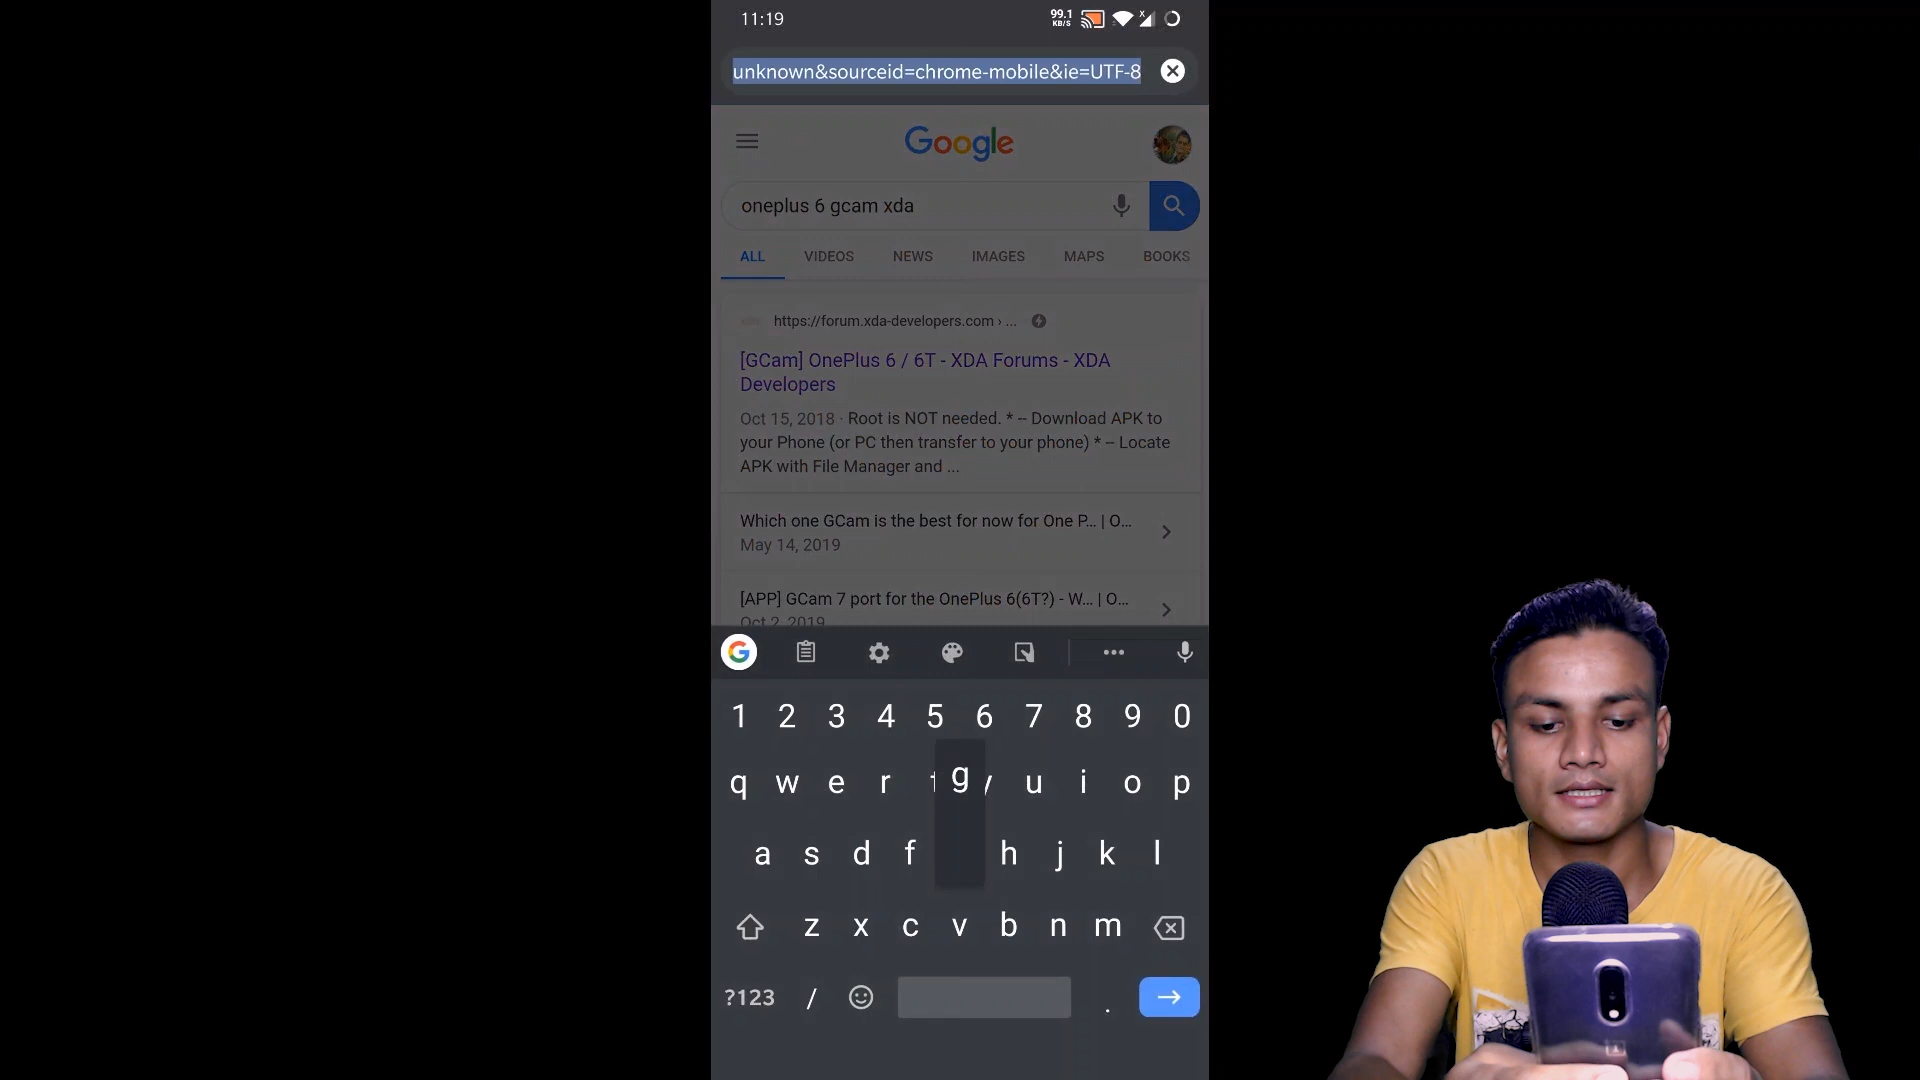 11:19
99.1
KB/S
unknown&sourceid=chrome-mobile&ie=UTF-8
Google
oneplus 6 gcam xda
ALL VIDEOS NEWS IMAGES MAPS BOOKS
https://forum.xda-developers.com › ...
[GCam] OnePlus 6 / 6T - XDA Forums - XDA
Developers
Oct 15, 2018 · Root is NOT needed. * -- Download APK to
your Phone (or PC then transfer to your phone) * -- Locate
APK with File Manager and ...
Which one GCam is the best for now for One P... | O...
May 14, 2019
[APP] GCam 7 port for the OnePlus 6(6T?) - W... | O...
Oct 2, 2019
1 2 3 4 5 6 7 8 9 0
q w e r t g y u i o p
a s d f h j k l
z x c v b n m
?123 / .